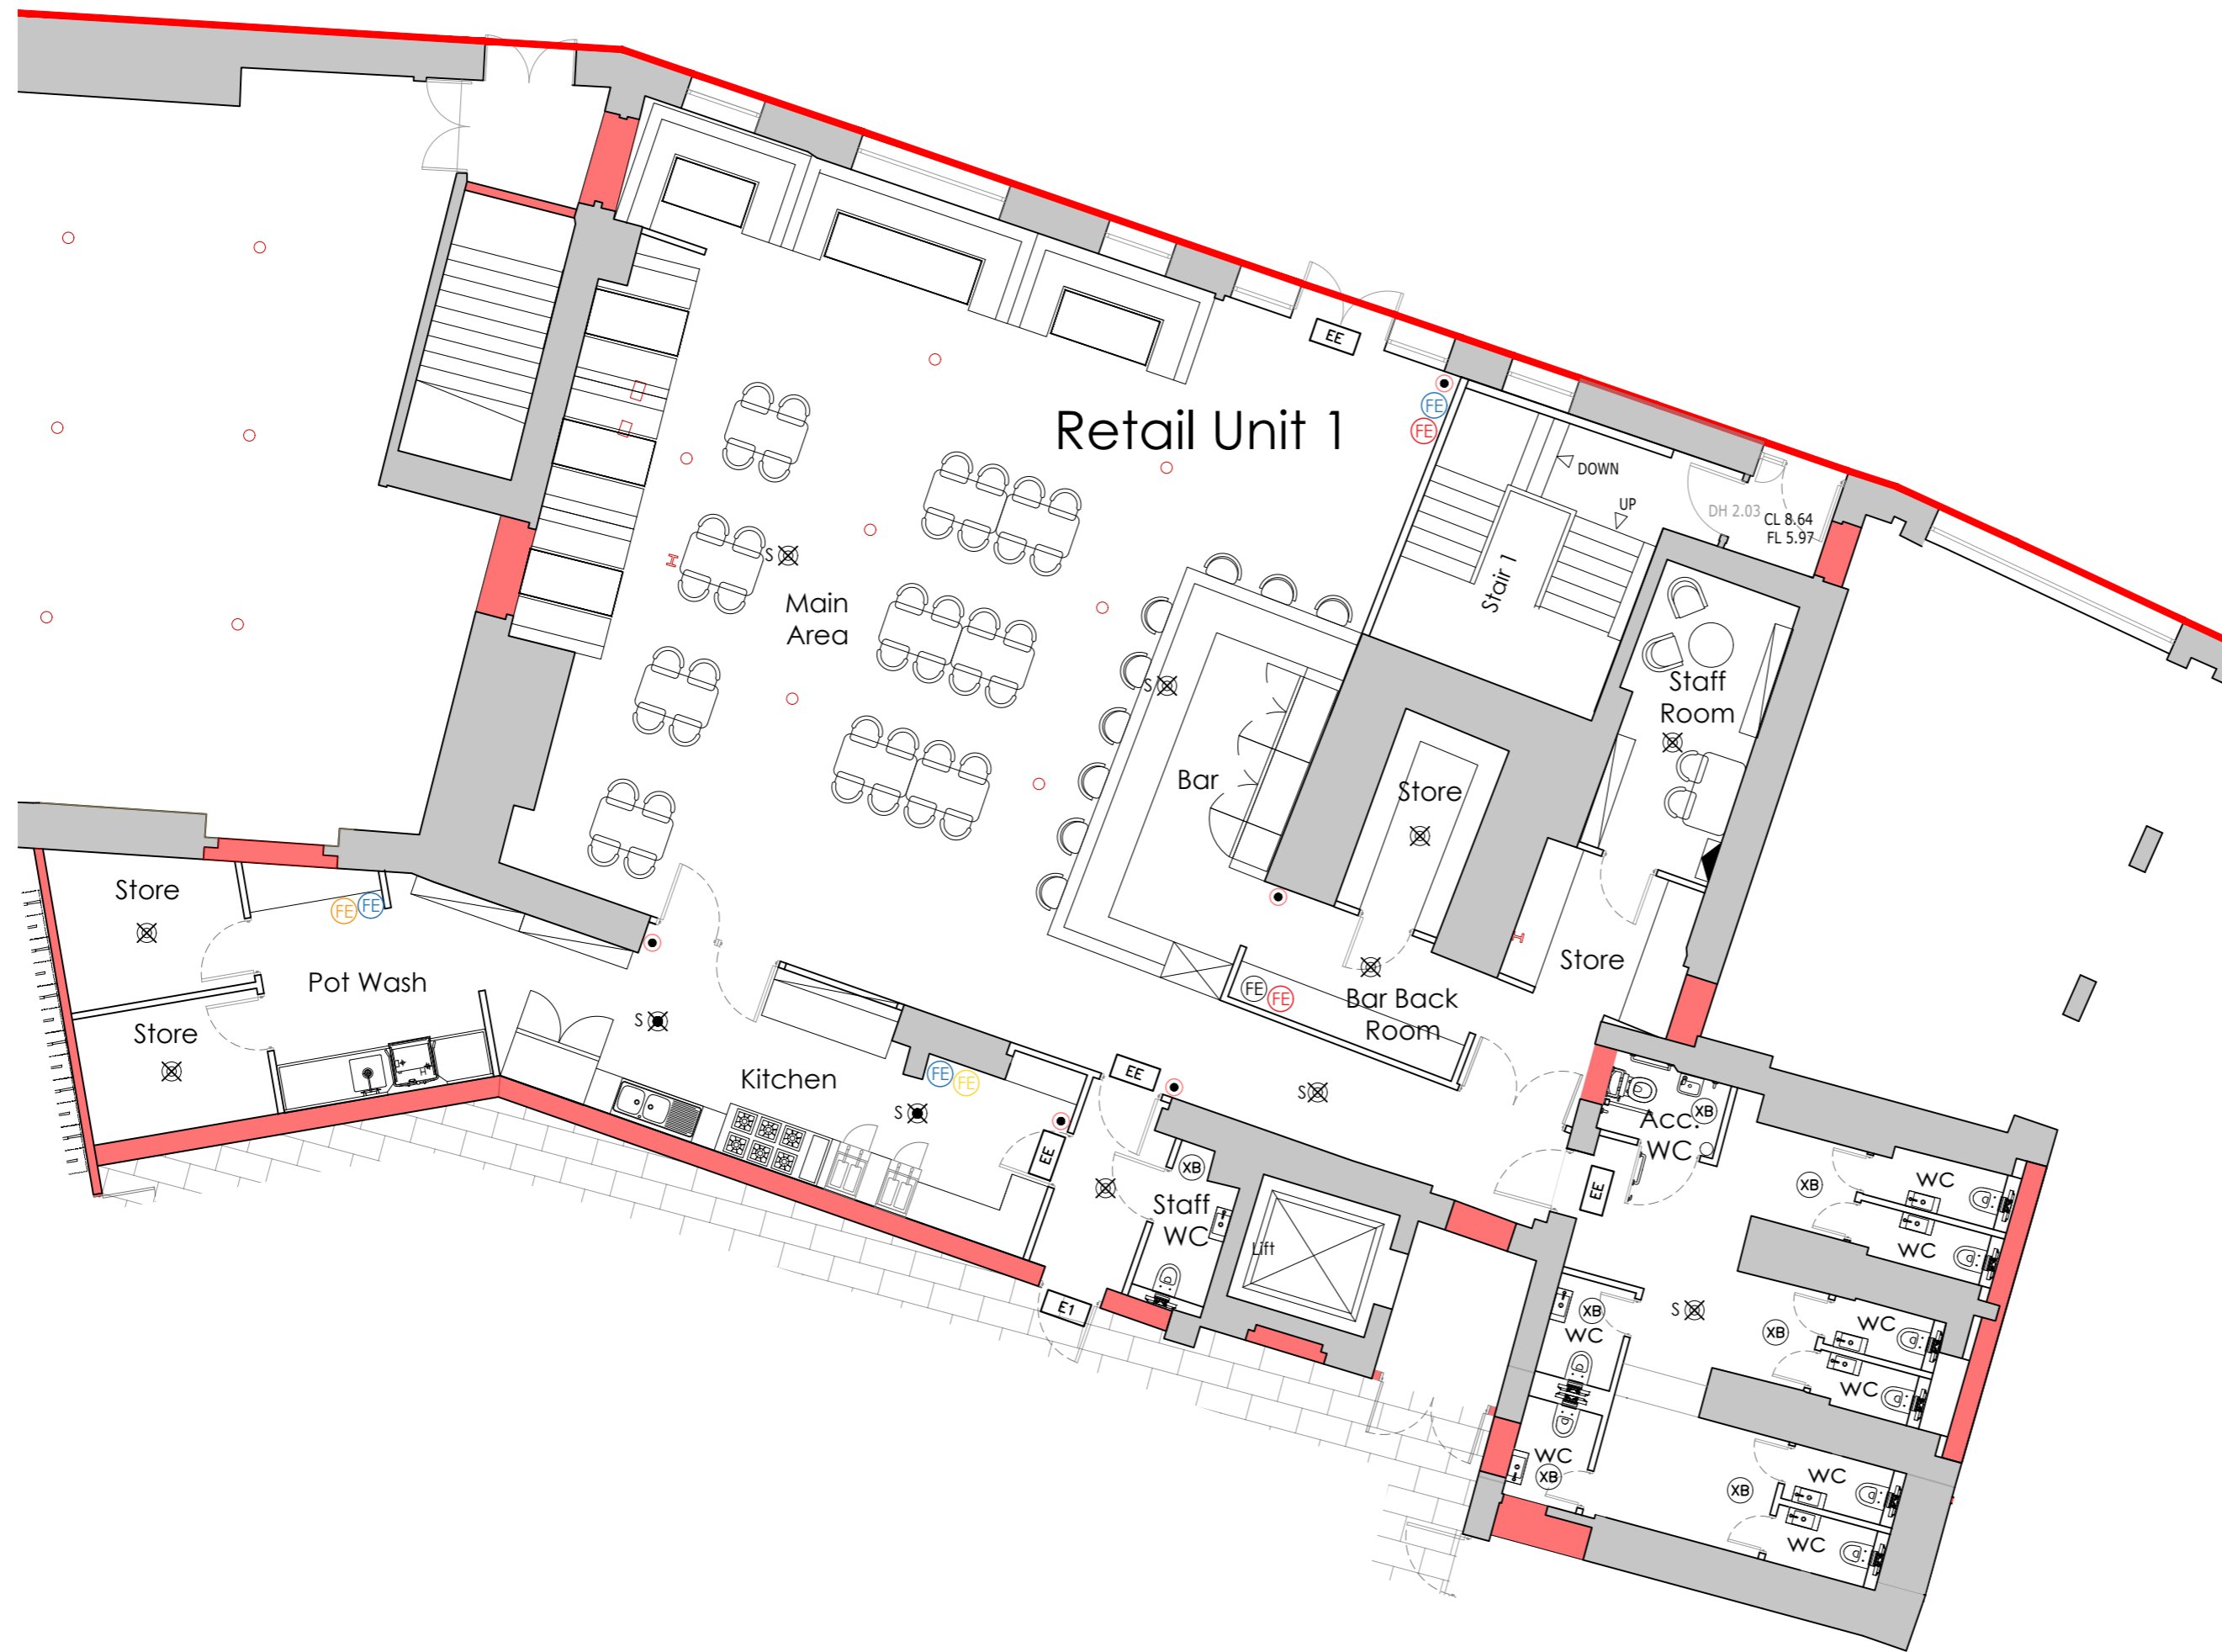 EE
Retail Unit 1
FE
FE
DOWN
UP
DH 2.03
CL 8.64
FL 5.97
Stair 1
S
Main
Area
S
Staff
Room
Bar
Store
Store
FE
FE
Pot Wash
Store
Store
FE
FE
Bar Back
Room
S
Kitchen
FE
FE
EE
S
S
XB
Acc.
WC
EE
XB
Staff
WC
EE
XB
WC
WC
Lift
E1
S
XB
WC
XB
WC
WC
WC
XB
XB
WC
WC